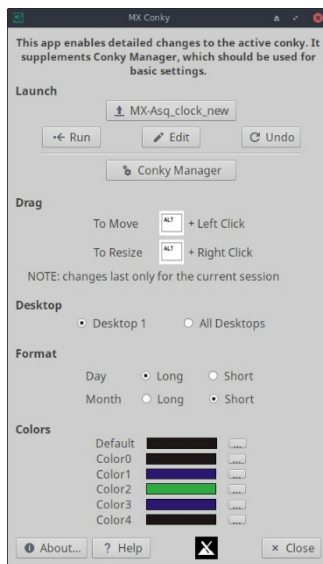 MX Conky
This app enables detailed changes to the active conky. It
supplements Conky Manager, which should be used for
basic settings.
Launch
MX-Asq_clock_new
Run Edit Undo
Conky Manager
Drag
To Move ALT + Left Click
To Resize ALT + Right Click
NOTE: changes last only for the current session
Desktop
Desktop 1 All Desktops
Format
Day Long Short
Month Long Short
Colors
Default ...
Color0 ...
Color1 ...
Color2 ...
Color3 ...
Color4 ...
About... ? Help × Close